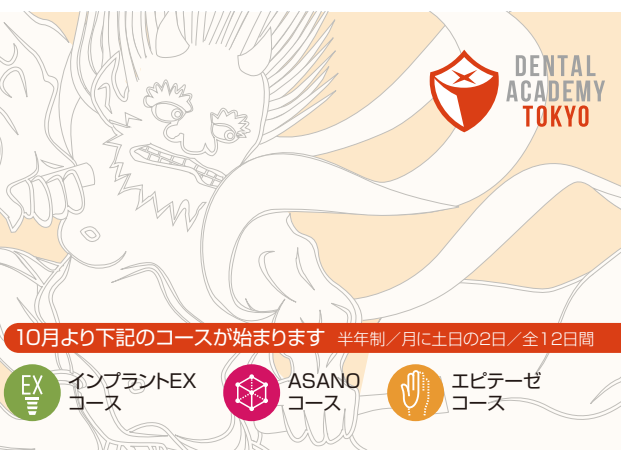 DENTAL
ACADEMY
TOKYO
10月より下記のコースが始まります 半年制／月に土日の2日／全12日間
EX
インプラントEX
コース
ASANO
コース
エピテーゼ
コース